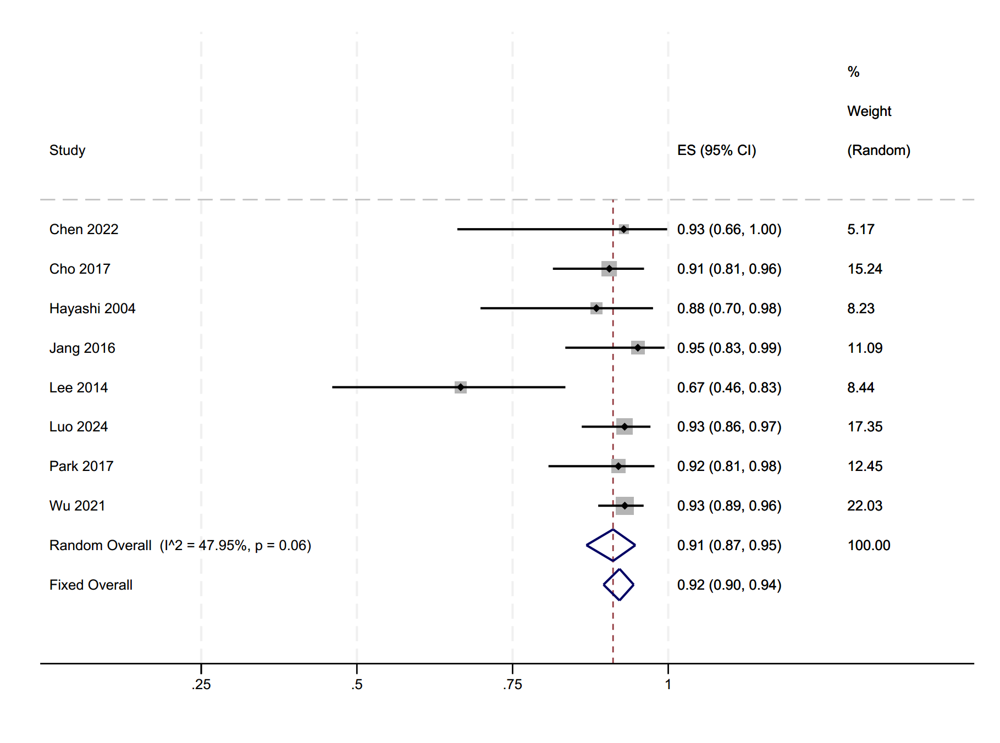 %
Weight
Study ES (95% CI) (Random)
Chen 2022 0.93 (0.66, 1.00) 5.17
Cho 2017 0.91 (0.81, 0.96) 15.24
Hayashi 2004 0.88 (0.70, 0.98) 8.23
Jang 2016 0.95 (0.83, 0.99) 11.09
Lee 2014 0.67 (0.46, 0.83) 8.44
Luo 2024 0.93 (0.86, 0.97) 17.35
Park 2017 0.92 (0.81, 0.98) 12.45
Wu 2021 0.93 (0.89, 0.96) 22.03
Random Overall (I^2 = 47.95%, p = 0.06) 0.91 (0.87, 0.95) 100.00
Fixed Overall 0.92 (0.90, 0.94)
.25 .5 .75 1